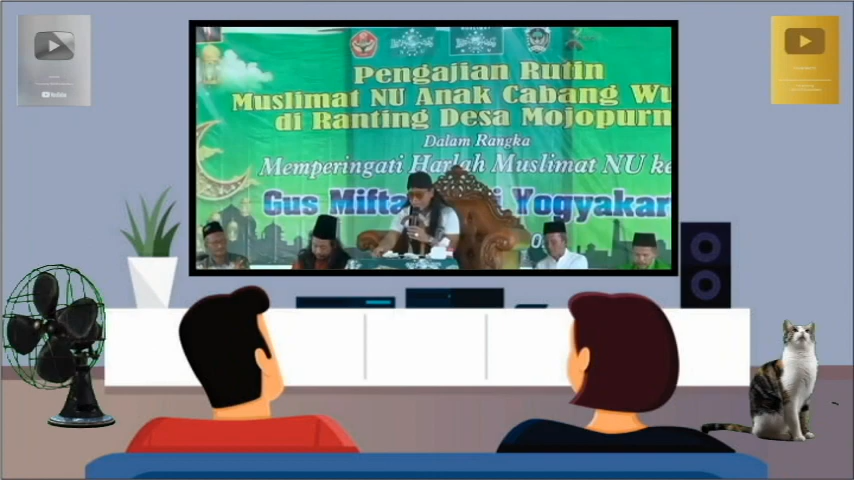 Pengajian Rutin
Muslimat NU Anak Cabang Wu
di Ranting Desa Mojopurn
Dalam Rangka
Memperingati Harlah Muslimat NU ke
Gus Mifta Yogyakar